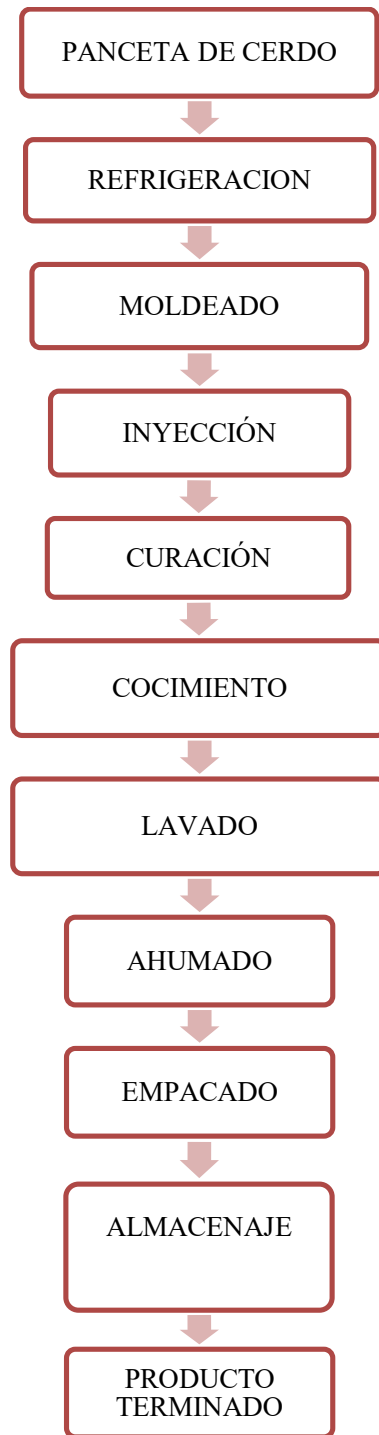 PANCETA DE CERDO
REFRIGERACION
MOLDEADO
INYECCIÓN
CURACIÓN
COCIMIENTO
LAVADO
AHUMADO
EMPACADO
ALMACENAJE
PRODUCTO
TERMINADO